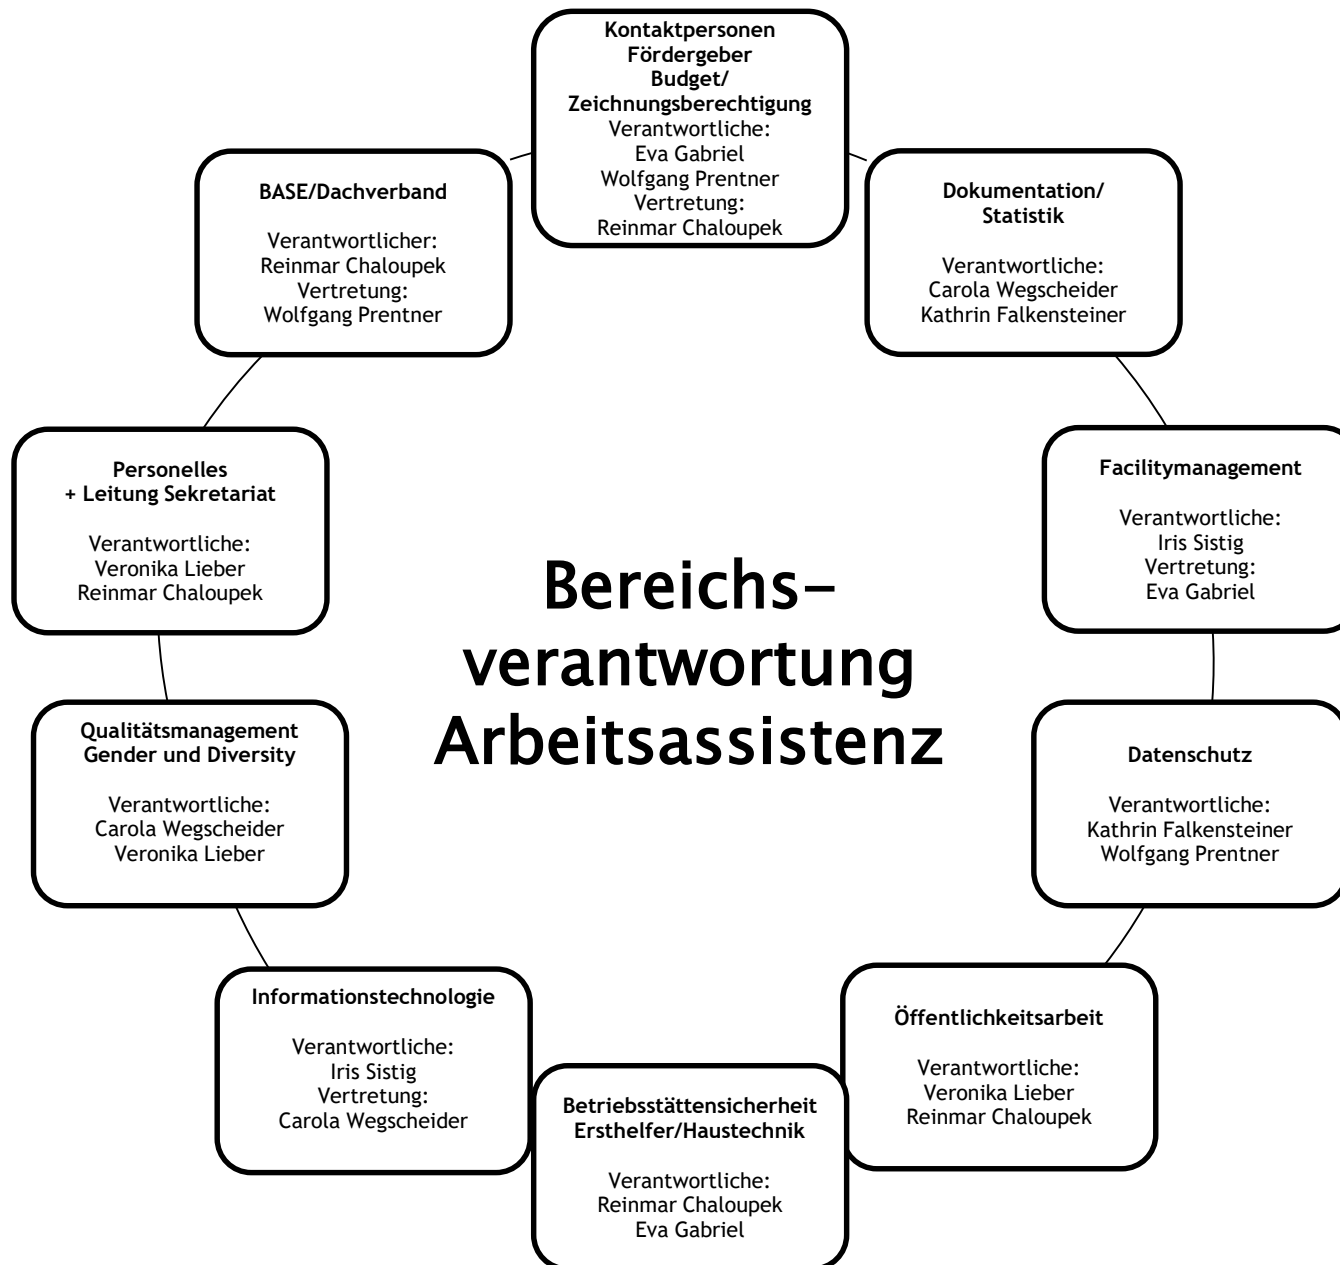 Kontaktpersonen
Fördergeber
Budget/
Zeichnungsberechtigung
Verantwortliche:
Eva Gabriel
Wolfgang Prentner
Vertretung:
Reinmar Chaloupek
Dokumentation/
Statistik
Verantwortliche:
Carola Wegscheider
Kathrin Falkensteiner
Facilitymanagement
Verantwortliche:
Iris Sistig
Vertretung:
Eva Gabriel
Datenschutz
Verantwortliche:
Kathrin Falkensteiner
Wolfgang Prentner
Öffentlichkeitsarbeit
Verantwortliche:
Veronika Lieber
Reinmar Chaloupek
Betriebsstättensicherheit
Ersthelfer/Haustechnik
Verantwortliche:
Reinmar Chaloupek
Eva Gabriel
Informationstechnologie
Verantwortliche:
Iris Sistig
Vertretung:
Carola Wegscheider
Qualitätsmanagement
Gender und Diversity
Verantwortliche:
Carola Wegscheider
Veronika Lieber
Personelles
+ Leitung Sekretariat
Verantwortliche:
Veronika Lieber
Reinmar Chaloupek
BASE/Dachverband
Verantwortlicher:
Reinmar Chaloupek
Vertretung:
Wolfgang Prentner
Bereichs-
verantwortung
Arbeitsassistenz